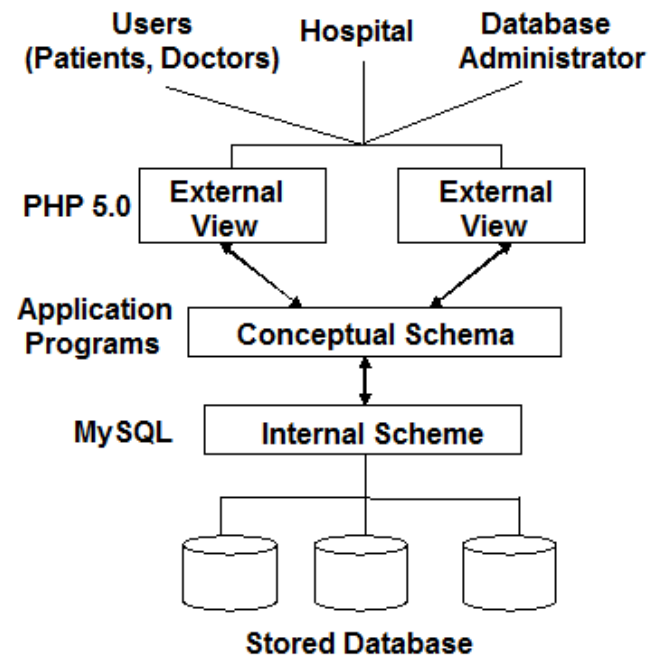 Users
(Patients, Doctors)
Hospital
Database
Administrator
PHP 5.0
External
View
External
View
Application
Programs
Conceptual Schema
MySQL
Internal Scheme
Stored Database